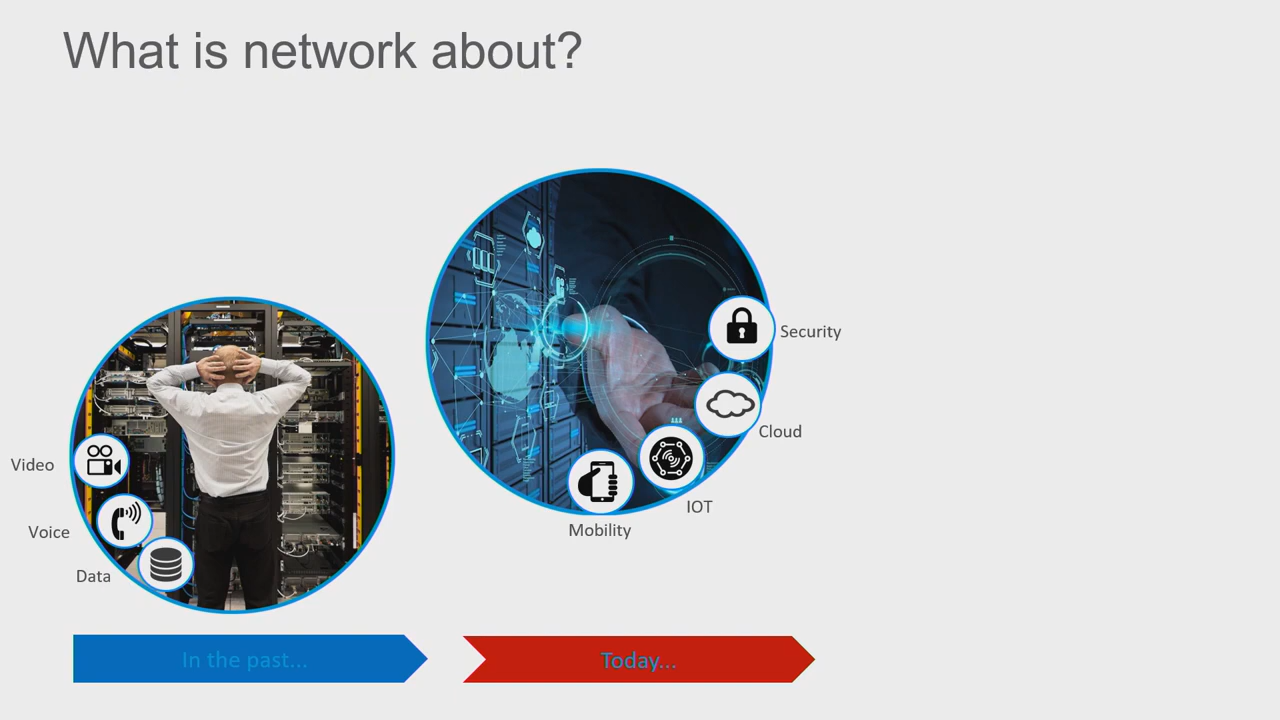 What is network about?
Security
Cloud
Video
IOT
Mobility
Voice
Data
In the past...
Today...